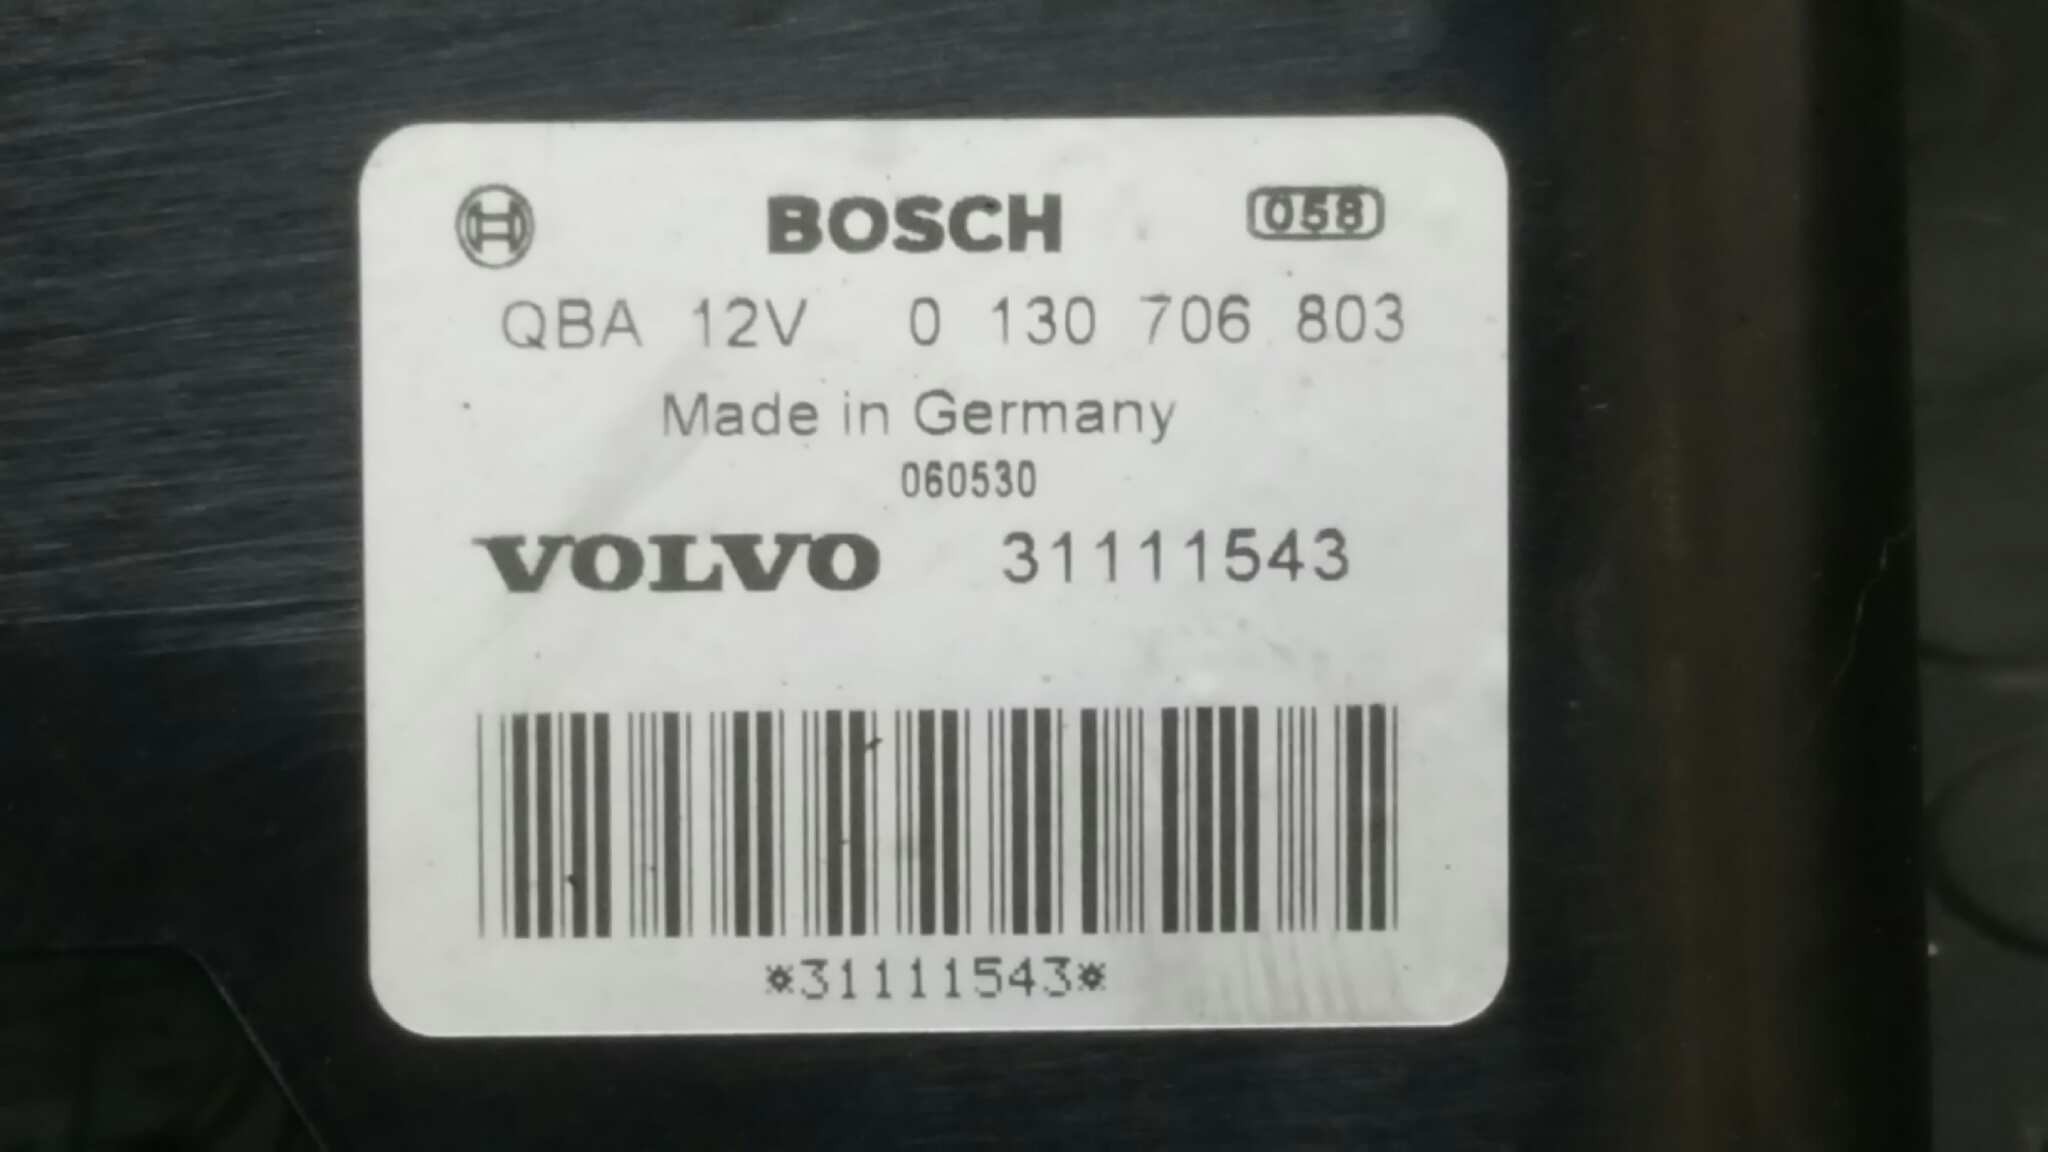 BOSCH 058
QBA 12V 0 130 706 803
Made in Germany
060530
VOLVO 31111543
*31111543*